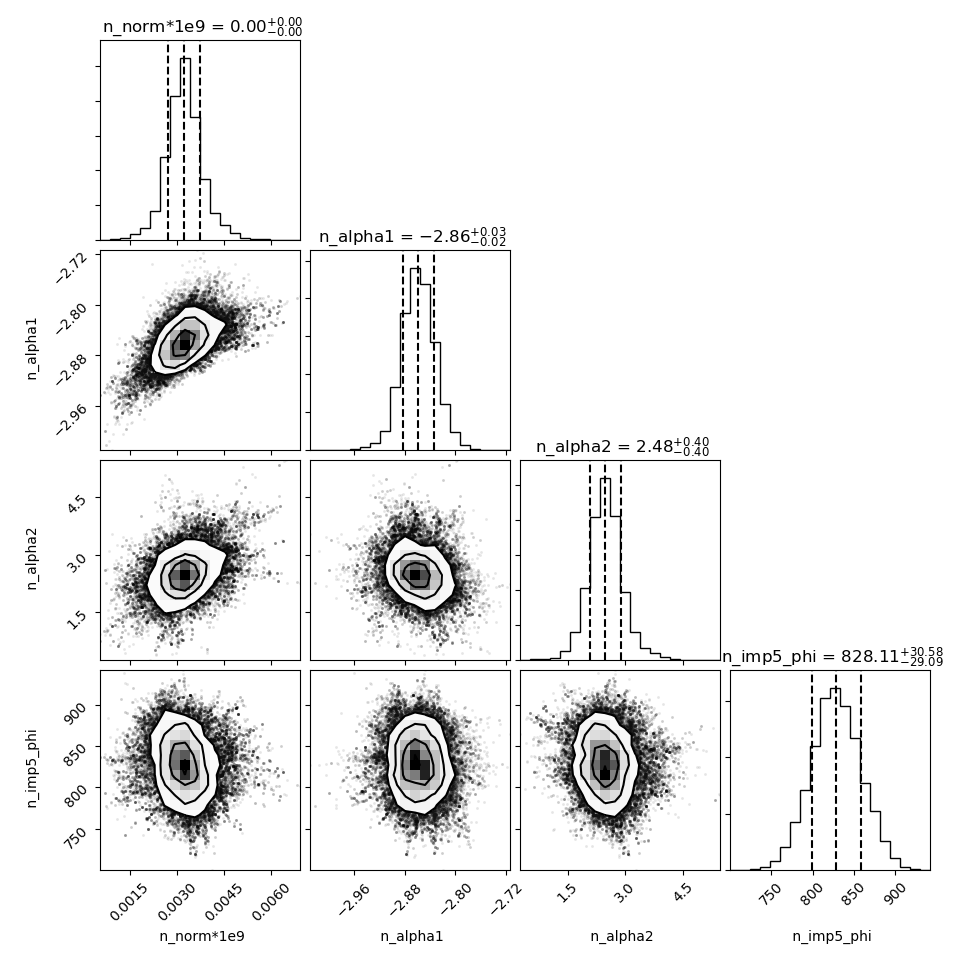 n_norm*1e9 = 0.00+0.00−0.00
n_alpha1 = −2.86+0.03−0.02
−2.72
−2.80
−2.88
−2.96
n_alpha1
n_alpha2 = 2.48+0.40−0.40
4.5
3.0
1.5
n_alpha2
n_imp5_phi = 828.11+30.58−29.09
900
850
800
750
n_imp5_phi
0.0015 0.0030 0.0045 0.0060 −2.96 −2.88 −2.80 −2.72 1.5 3.0 4.5 750 800 850 900
n_norm*1e9 n_alpha1 n_alpha2 n_imp5_phi